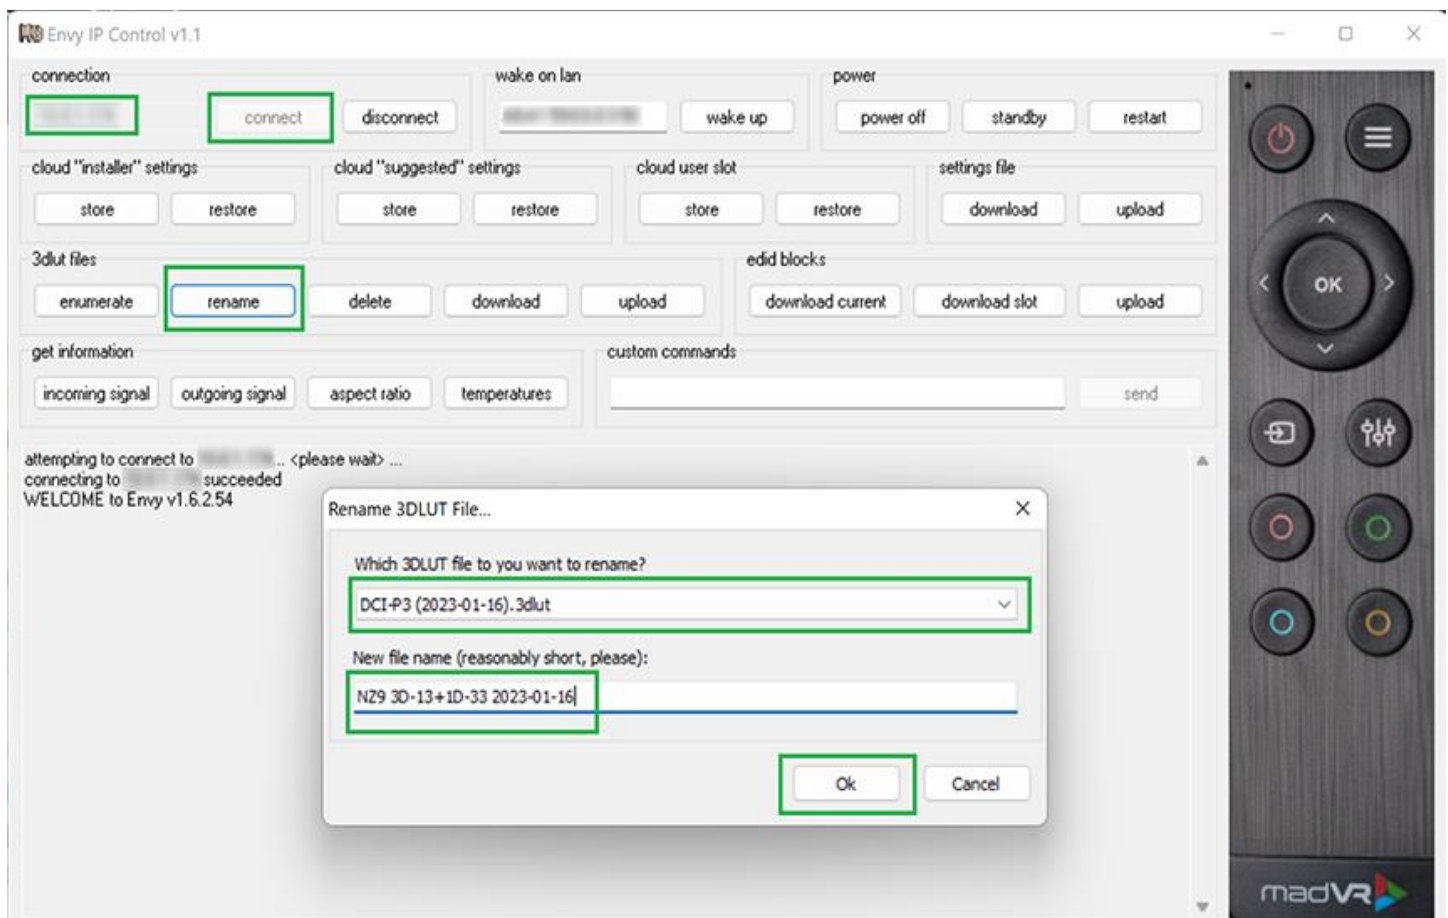 Envy IP Control v1.1
connection
wake on lan
power
connect
disconnect
wake up
power off
standby
restart
cloud "installer" settings
cloud "suggested" settings
cloud user slot
settings file
store
restore
store
restore
store
restore
download
upload
3dlut files
edid blocks
enumerate
rename
delete
download
upload
download current
download slot
upload
get information
custom commands
incoming signal
outgoing signal
aspect ratio
temperatures
send
OK
attempting to connect to .. <please wait> ...
connecting to succeeded
WELCOME to Envy v1.6.2.54
Rename 3DLUT File...
Which 3DLUT file to you want to rename?
DCI-P3 (2023-01-16).3dlut
New file name (reasonably short, please):
NZ9 3D-13+1D-33 2023-01-16
Ok
Cancel
madVR